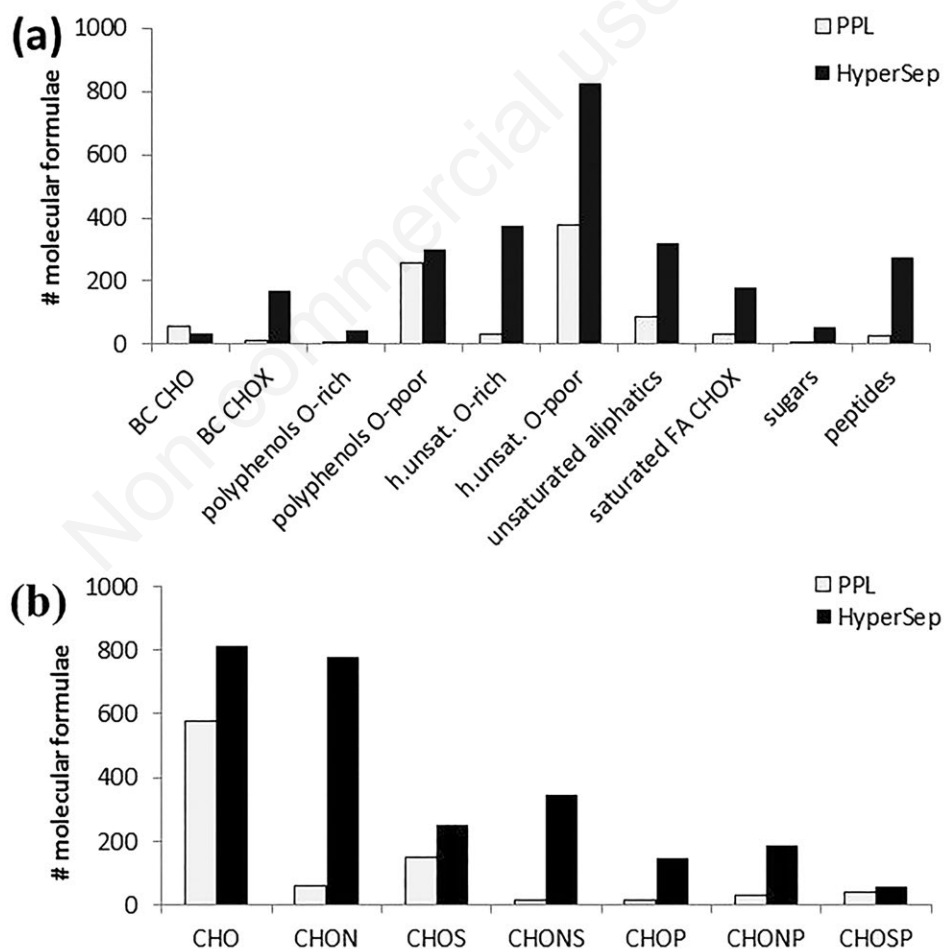 Non-commercial use
(a)
# molecular formulae
1000
800
600
400
200
0
PPL
HyperSep
BC CHO
BC CHOX
polyphenols O-rich
polyphenols O-poor
h.unsat. O-rich
h.unsat. O-poor
unsaturated aliphatics
saturated FA CHOX
sugars
peptides
(b)
# molecular formulae
1000
800
600
400
200
0
PPL
HyperSep
CHO
CHON
CHOS
CHONS
CHOP
CHONP
CHOSP